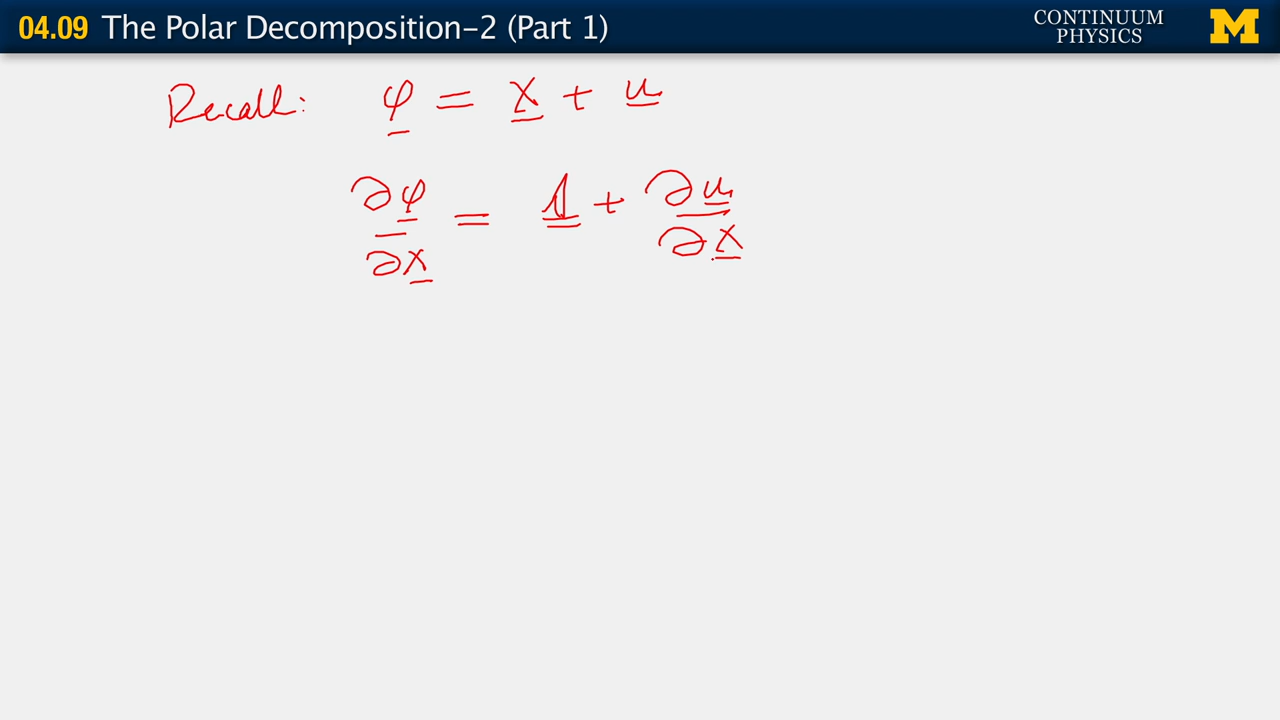 04.09 The Polar Decomposition-2 (Part 1)
CONTINUUM
PHYSICS
M
Recall: φ = X + u
∂φ/∂X = 𝟙 + ∂u/∂X